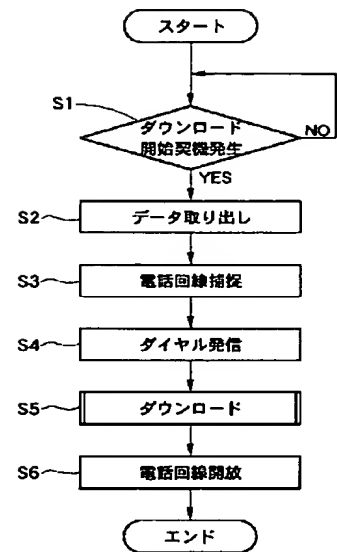 スタート
S1
ダウンロード
開始契機発生
NO
YES
S2
データ取り出し
S3
電話回線捕捉
S4
ダイヤル発信
S5
ダウンロード
S6
電話回線開放
エンド